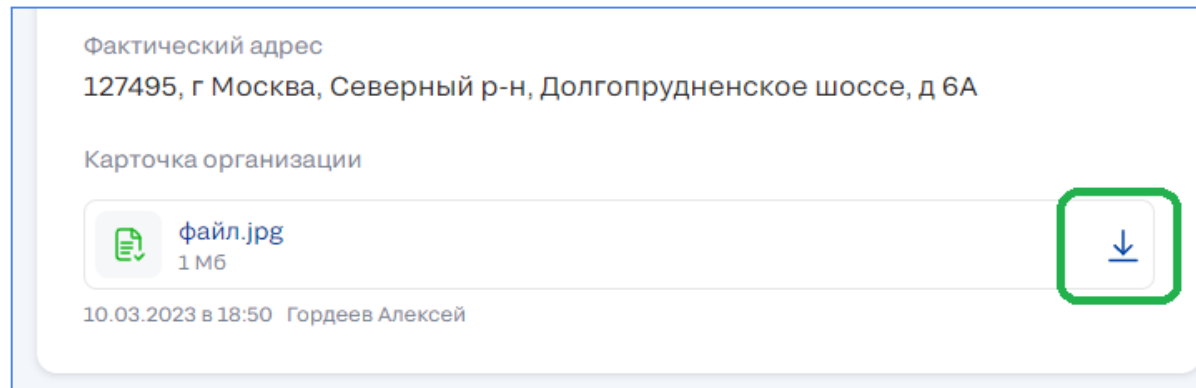 Фактический адрес
127495, г Москва, Северный р-н, Долгопрудненское шоссе, д 6А
Карточка организации
файл.jpg
1 Мб
10.03.2023 в 18:50 Гордеев Алексей